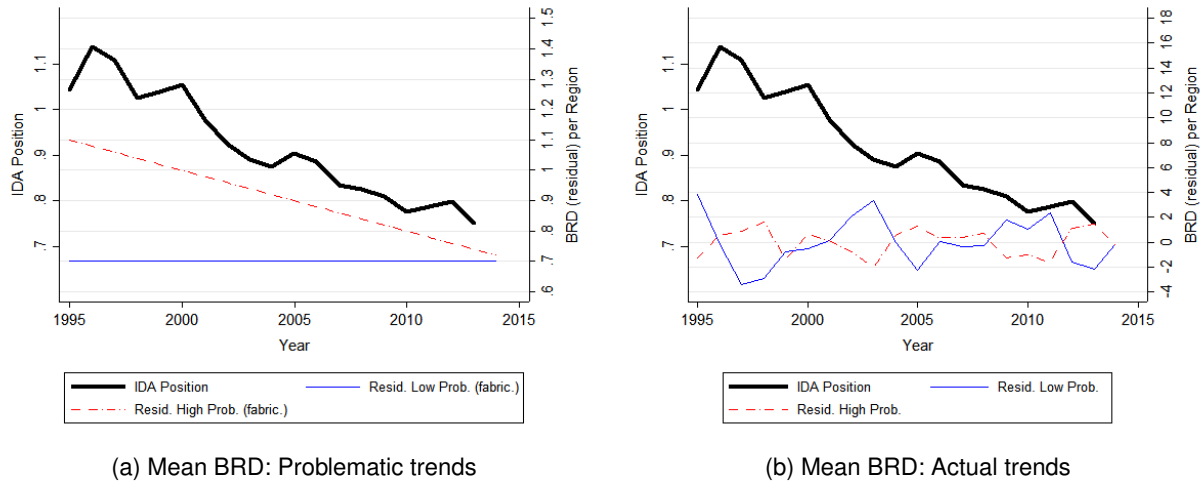 1.1
1
.9
.8
.7
IDA Position
1.5
1.4
1.3
1.2
1.1
1
.9
.8
.7
.6
BRD (residual) per Region
1995 2000 2005 2010 2015
Year
IDA Position Resid. Low Prob. (fabric.)
Resid. High Prob. (fabric.)
(a) Mean BRD: Problematic trends
1.1
1
.9
.8
.7
IDA Position
18
16
14
12
10
8
6
4
2
0
-2
-4
BRD (residual) per Region
1995 2000 2005 2010 2015
Year
IDA Position Resid. Low Prob.
Resid. High Prob.
(b) Mean BRD: Actual trends